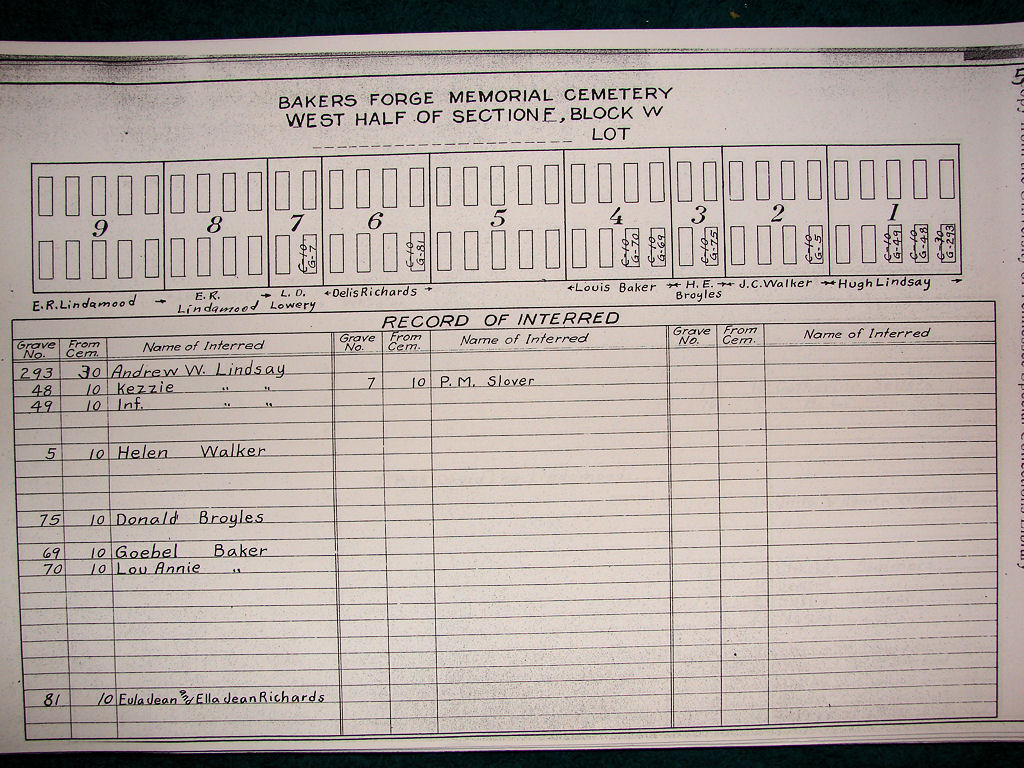 BAKERS FORGE MEMORIAL CEMETERY
WEST HALF OF SECTION E, BLOCK W
LOT
9 8 7 6 5 4 3 2 1
C-10 G-7
C-10 G-81
C-10 G-70
C-10 G-69
C-10 G-75
C-10 G-5
C-10 G-49
C-10 G-48
C-30 G-293
E.R. Lindamood
E.R. Lindamood
L.D. Lowery
Delis Richards
Louis Baker
H.E. Broyles
J.C. Walker
Hugh Lindsay
RECORD OF INTERRED
Grave No. From Cem. Name of Interred Grave No. From Cem. Name of Interred Grave No. From Cem. Name of Interred
293 30 Andrew W. Lindsay
48 10 Kezzie " " 7 10 P.M. Slover
49 10 Inf. " "
5 10 Helen Walker
75 10 Donald Broyles
69 10 Goebel Baker
70 10 Lou Annie "
81 10 Eula Jean and Ella Jean Richards
5